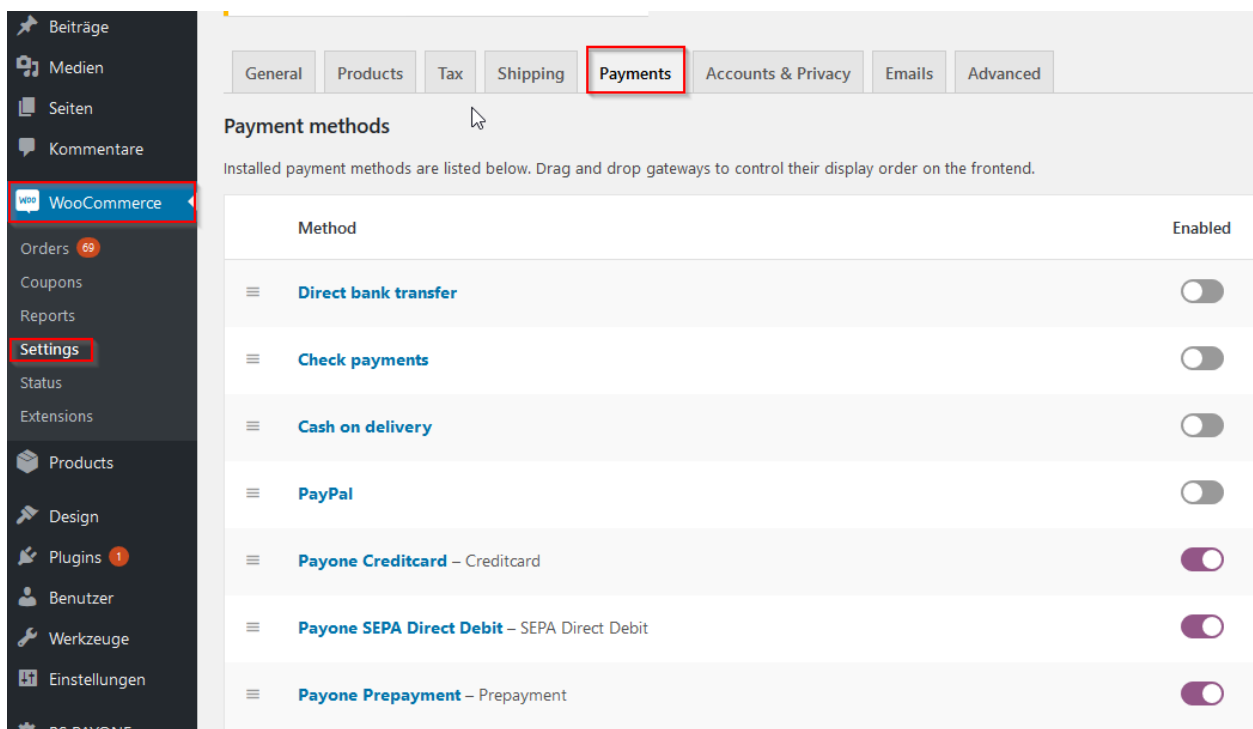 Beiträge
Medien
Seiten
Kommentare
WOO WooCommerce
Orders 69
Coupons
Reports
Settings
Status
Extensions
Products
Design
Plugins 1
Benutzer
Werkzeuge
Einstellungen
General Products Tax Shipping Payments Accounts & Privacy Emails Advanced
Payment methods
Installed payment methods are listed below. Drag and drop gateways to control their display order on the frontend.
Method Enabled
Direct bank transfer
Check payments
Cash on delivery
PayPal
Payone Creditcard – Creditcard
Payone SEPA Direct Debit – SEPA Direct Debit
Payone Prepayment – Prepayment